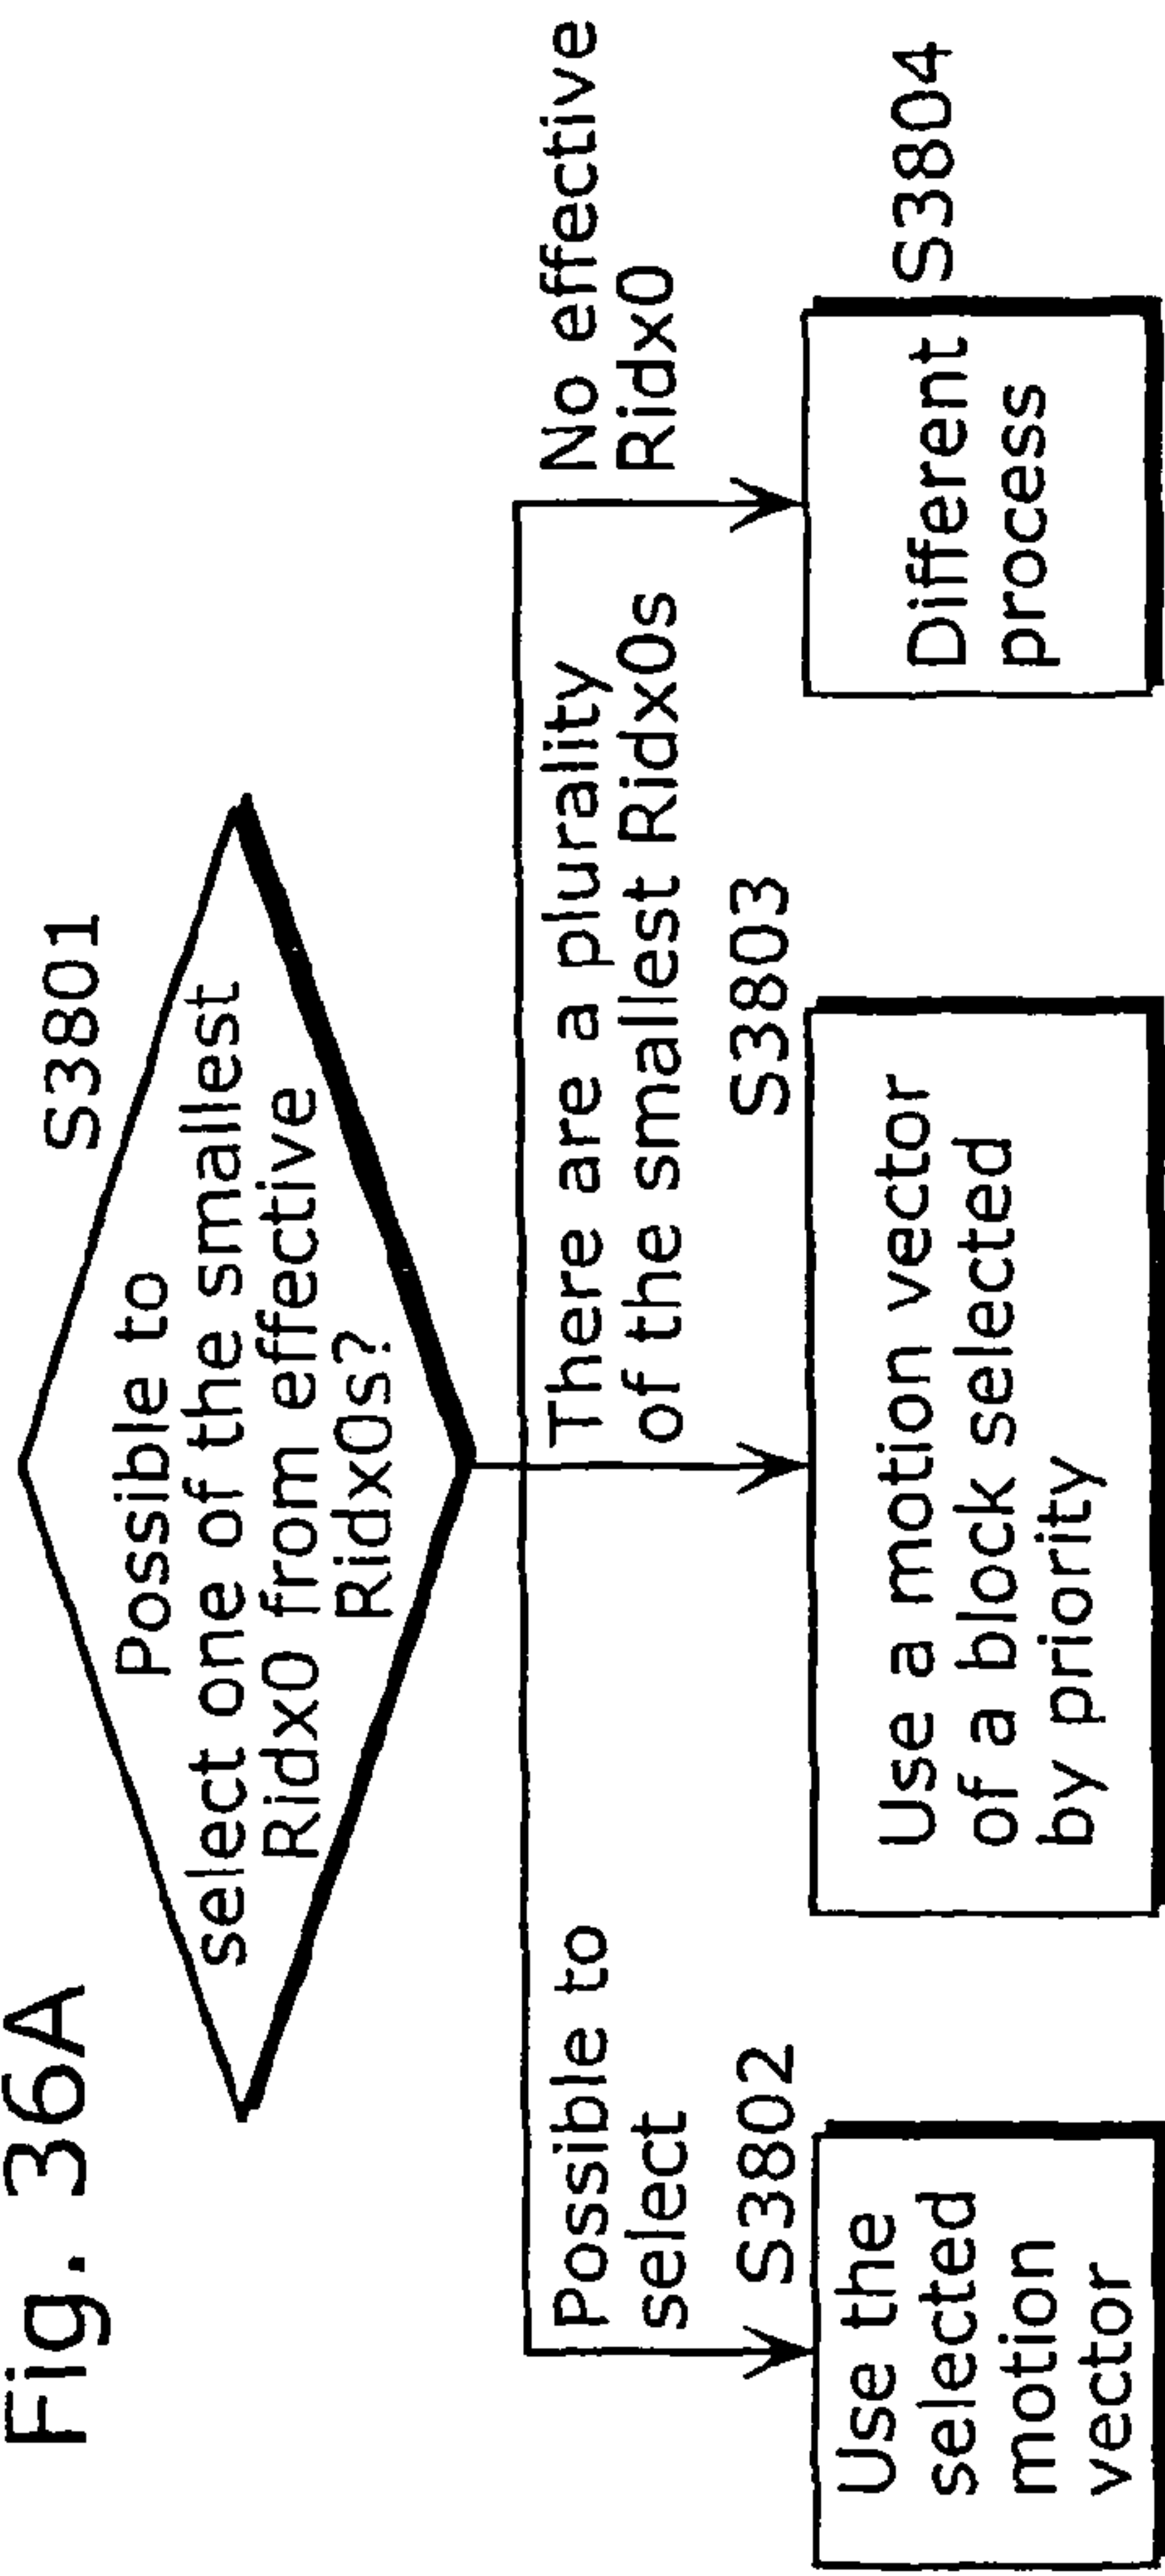 Fig. 36A
S3801
Possible to
select one of the smallest
Ridx0 from effective
Ridx0s?
Possible to
select
S3802
Use the
selected
motion
vector
There are a plurality
of the smallest Ridx0s
S3803
Use a motion vector
of a block selected
by priority
No effective
Ridx0
S3804
Different
process